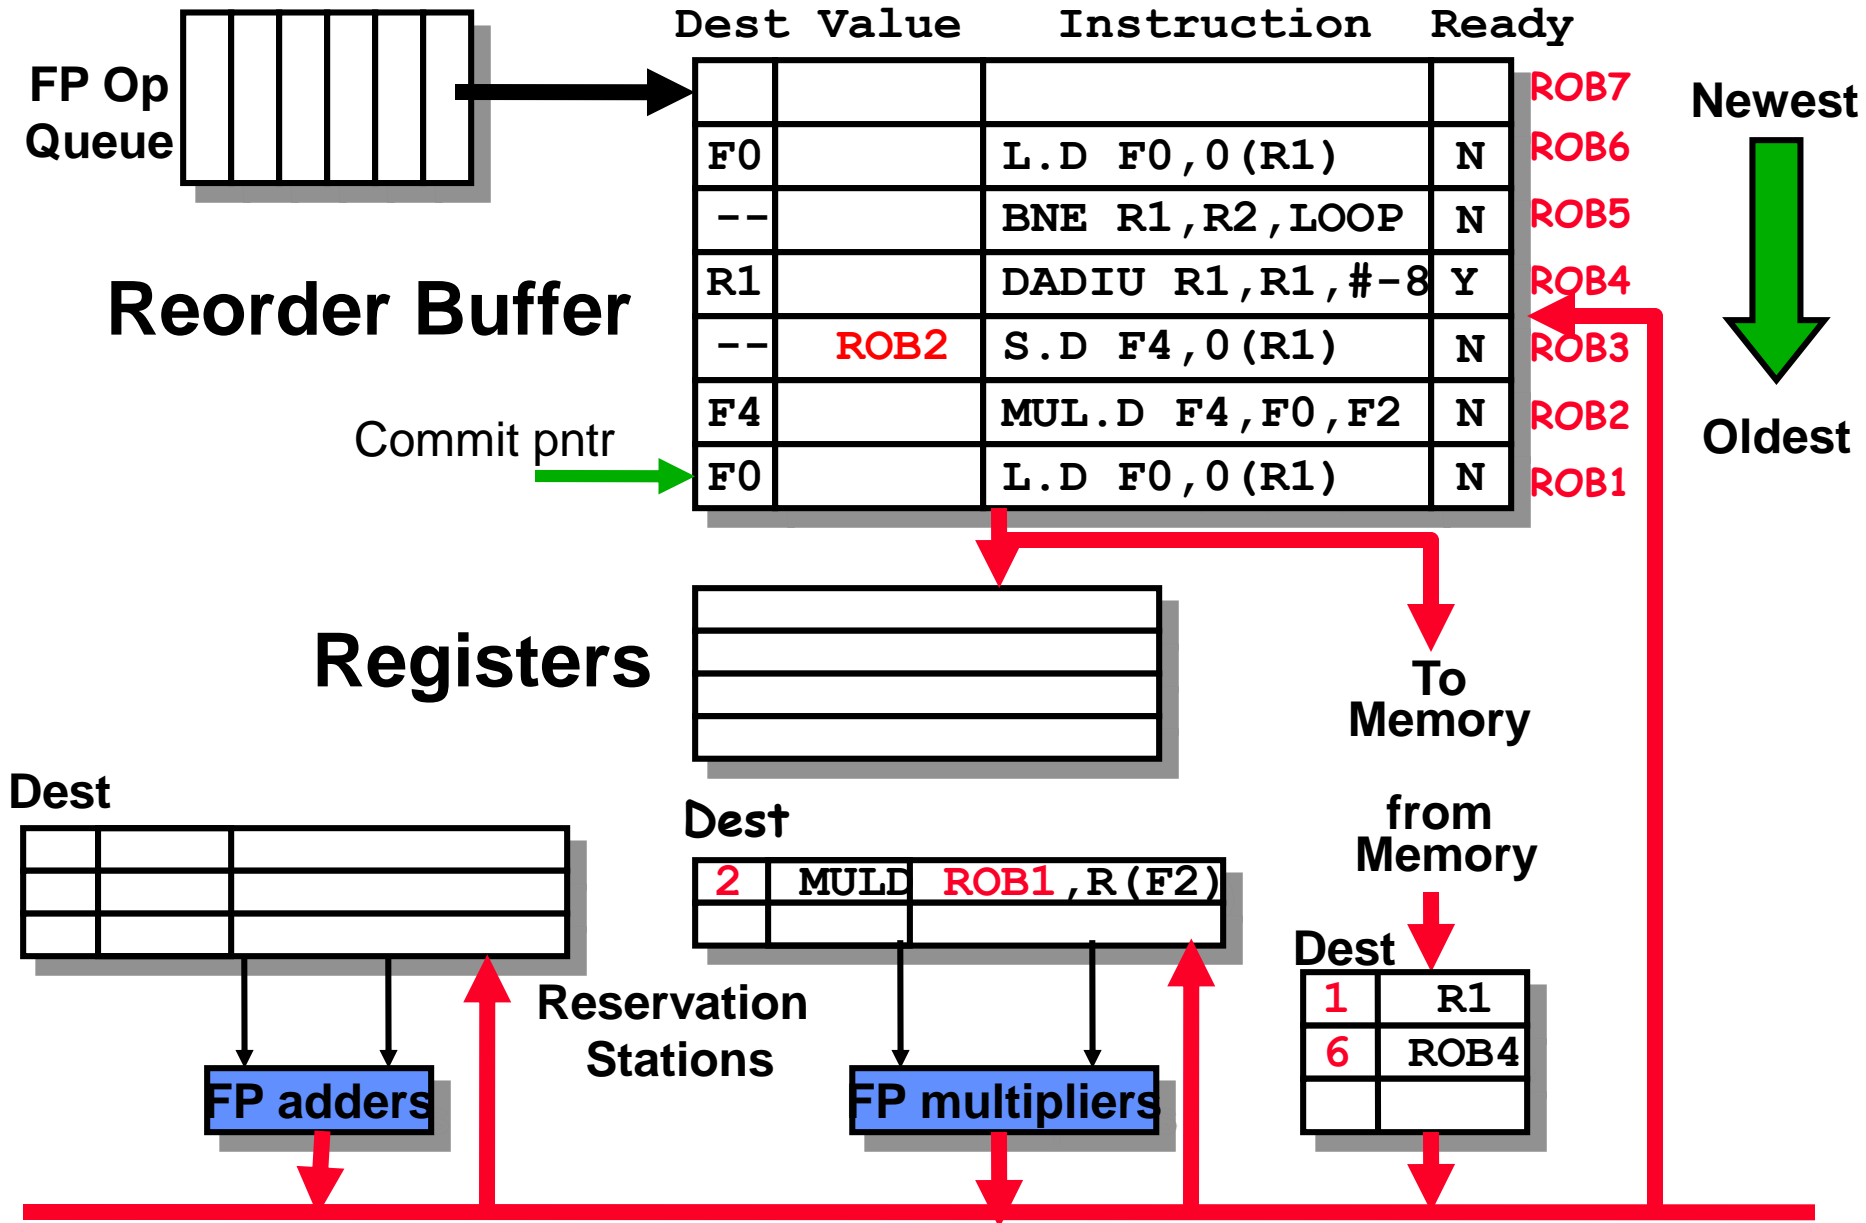 Dest Value Instruction Ready
FP Op
Queue
ROB7
Newest
F0 L.D F0,0(R1) N ROB6
-- BNE R1,R2,LOOP N ROB5
Reorder Buffer
R1 DADIU R1,R1,#-8 Y ROB4
-- ROB2 S.D F4,0(R1) N ROB3
F4 MUL.D F4,F0,F2 N ROB2
Oldest
Commit pntr
F0 L.D F0,0(R1) N ROB1
Registers
To
Memory
Dest
Dest
from
Memory
2 MULD ROB1,R(F2)
Dest
1 R1
6 ROB4
Reservation
Stations
FP adders
FP multipliers